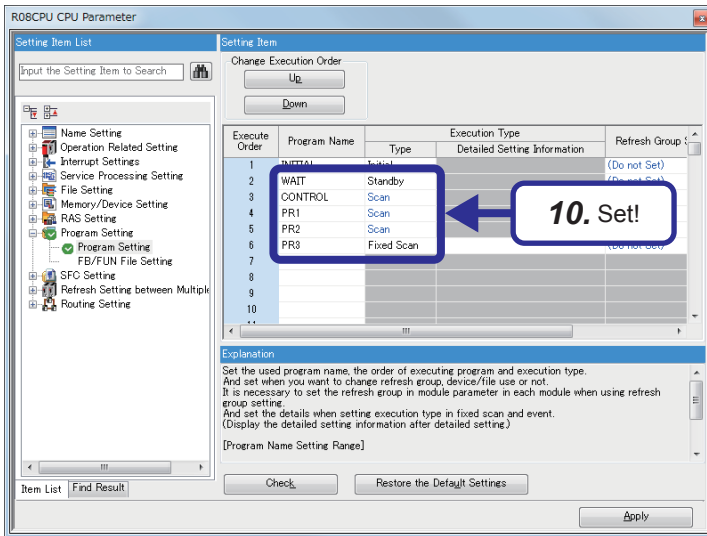 R08CPU CPU Parameter
Setting Item List
Input the Setting Item to Search
Name Setting
Operation Related Setting
Interrupt Settings
Service Processing Setting
File Setting
Memory/Device Setting
RAS Setting
Program Setting
Program Setting
FB/FUN File Setting
SFC Setting
Refresh Setting between Multiple
Routing Setting
Item List Find Result
Setting Item
Change Execution Order
Up
Down
Execute Order Program Name Execution Type Refresh Group
Type Detailed Setting Information
1 INITIAL Initial (Do not Set)
2 WAIT Standby (Do not Set)
3 CONTROL Scan
4 PR1 Scan
5 PR2 Scan
6 PR3 Fixed Scan (Do not Set)
7
8
9
10
11
10. Set!
Explanation
Set the used program name, the order of executing program and execution type.
And set when you want to change refresh group, device/file use or not.
It is necessary to set the refresh group in module parameter in each module when using refresh
group setting.
And set the details when setting execution type in fixed scan and event.
(Display the detailed setting information after detailed setting.)
[Program Name Setting Range]
Check
Restore the Default Settings
Apply